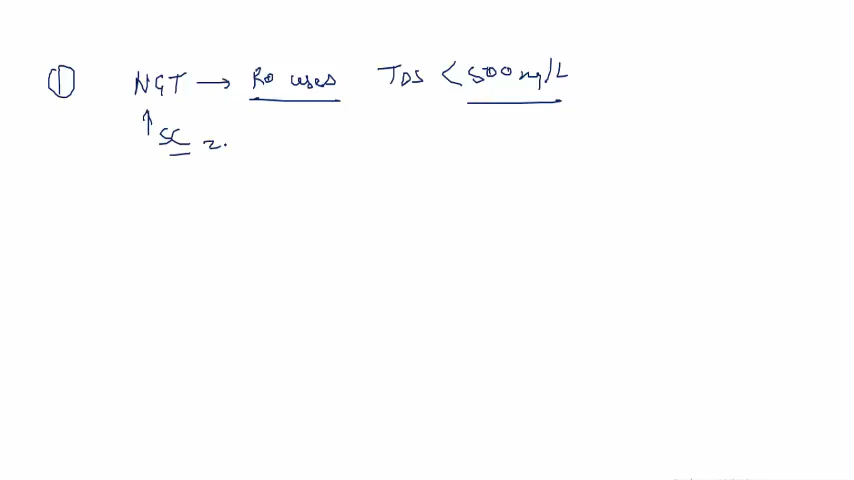 ① NGT → RO uses TDS < 500 mg/L
↑ SC 2.